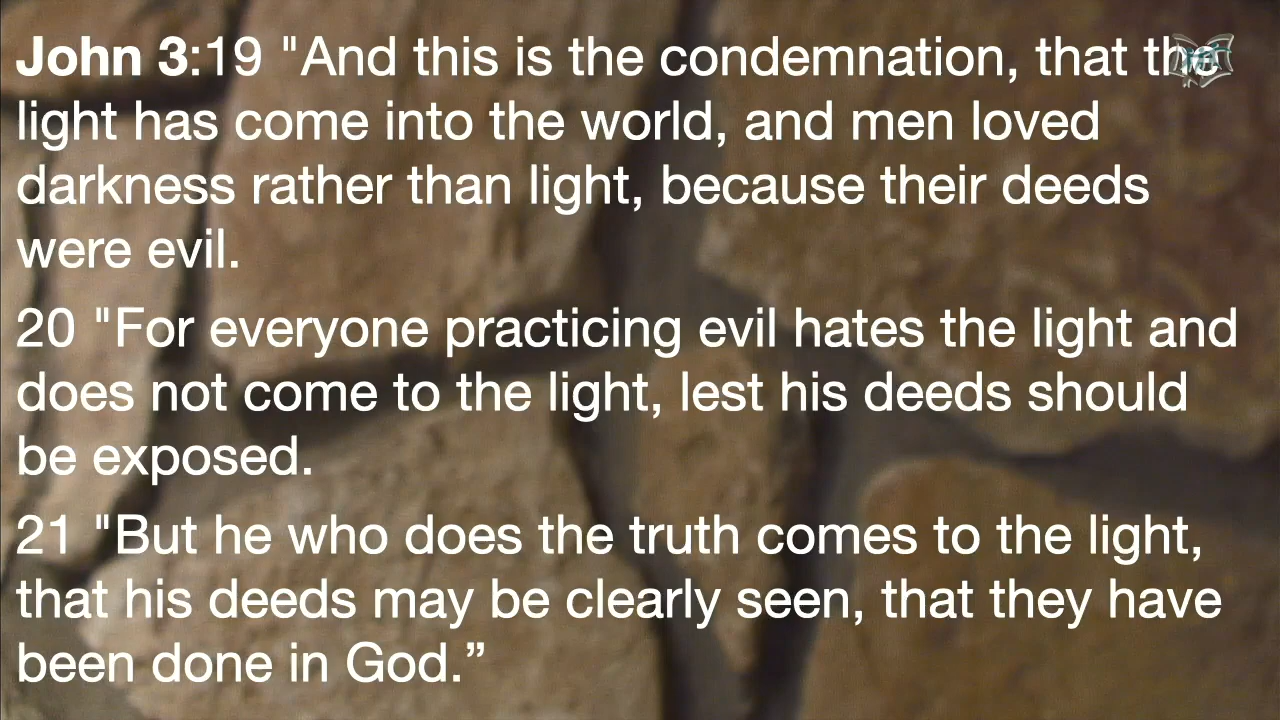 John 3:19 "And this is the condemnation, that the
light has come into the world, and men loved
darkness rather than light, because their deeds
were evil.
20 "For everyone practicing evil hates the light and
does not come to the light, lest his deeds should
be exposed.
21 "But he who does the truth comes to the light,
that his deeds may be clearly seen, that they have
been done in God.”